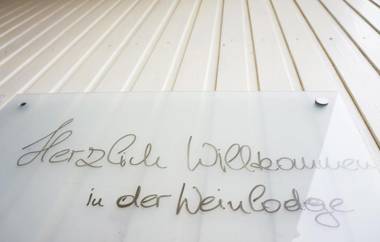 Herzlich Willkommen
in der Weinlodge